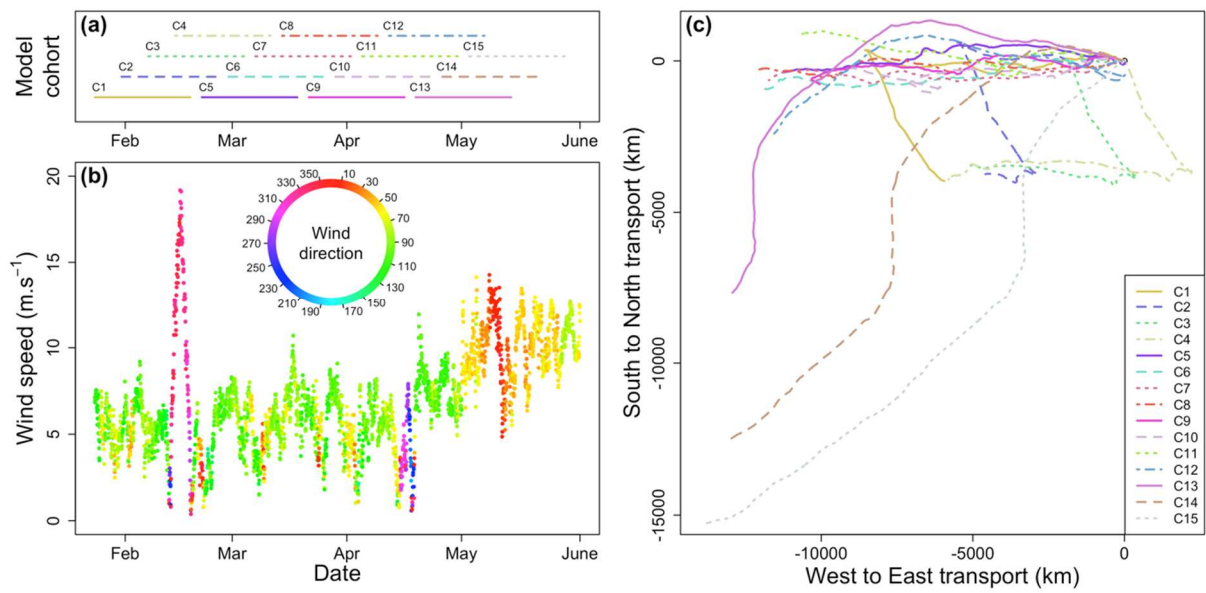 (a)
Model cohort
C4
C8
C12
C3
C7
C11
C15
C2
C6
C10
C14
C1
C5
C9
C13
Feb
Mar
Apr
May
June
(b)
Wind speed (m.s⁻¹)
20
15
10
5
0
350
10
330
30
310
50
290
70
270
90
250
110
230
130
210
150
190
170
Wind
direction
Feb
Mar
Apr
May
June
Date
(c)
South to North transport (km)
0
-5000
-10000
-15000
C1
C2
C3
C4
C5
C6
C7
C8
C9
C10
C11
C12
C13
C14
C15
-10000
-5000
0
West to East transport (km)